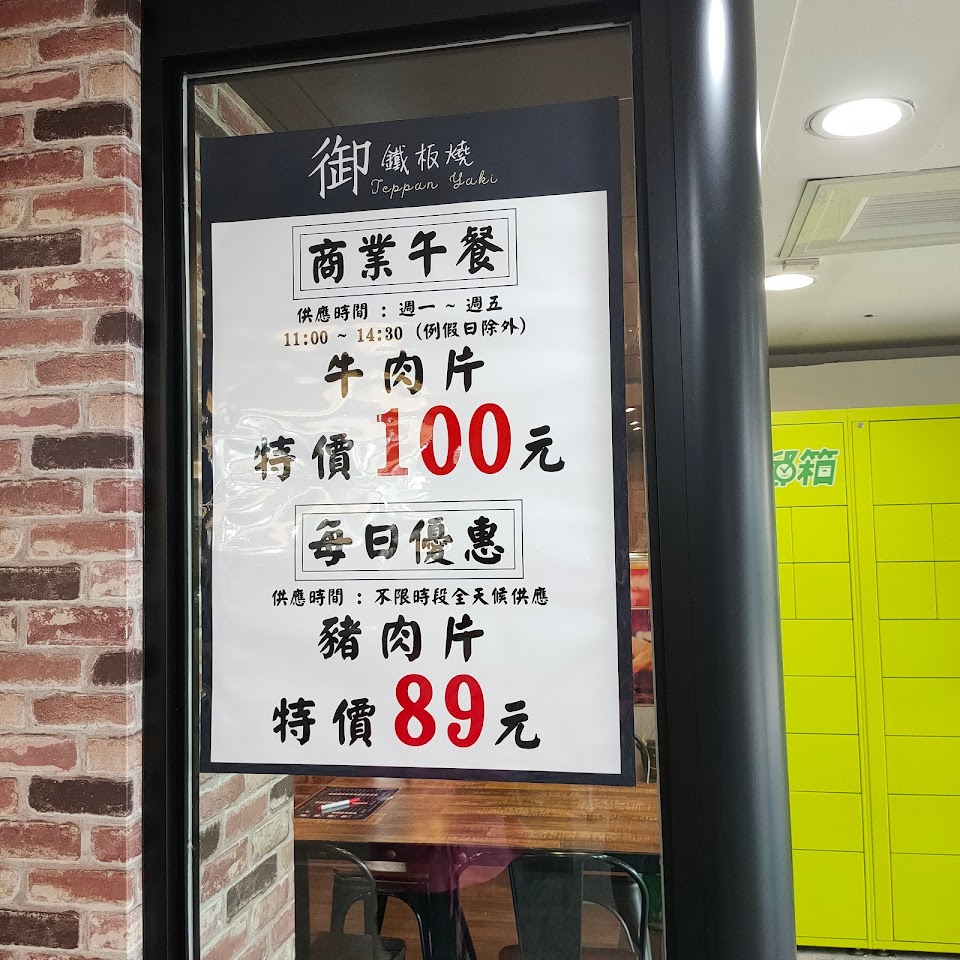 御 鐵板燒
Teppan Yaki
商業午餐
供應時間 : 週一 ~ 週五
11:00 ~ 14:30 (例假日除外)
牛肉片
特價 100元
每日優惠
供應時間 : 不限時段全天候供應
豬肉片
特價 89元
郵箱